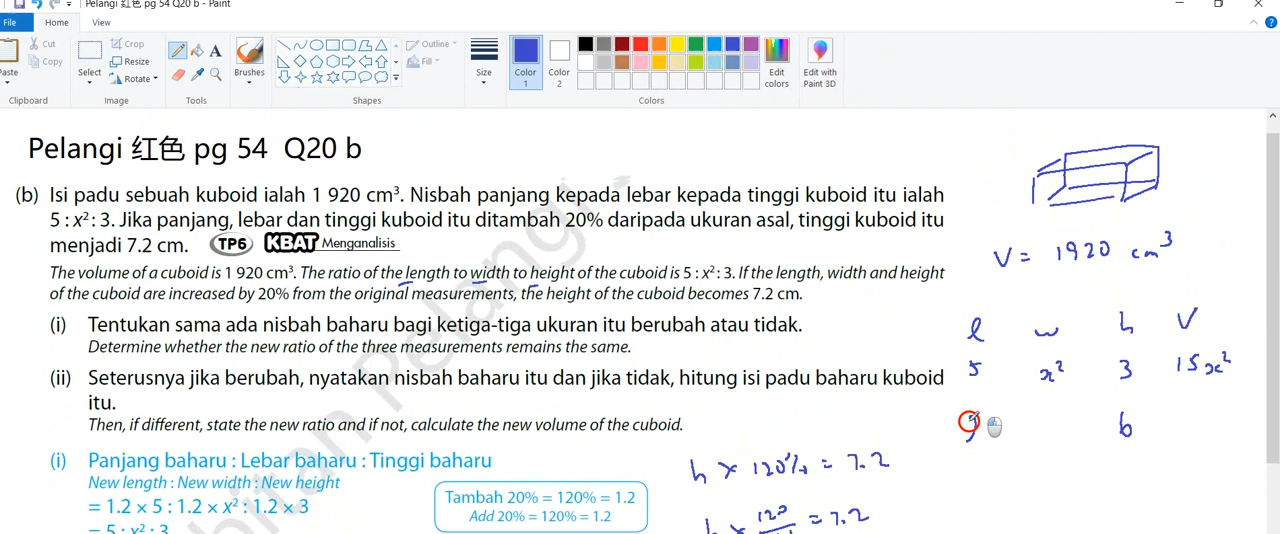 Pelangi 红色 pg 54 Q20 b - Paint
File Home View
Paste Cut Copy Clipboard
Select Crop Resize Rotate Image
Tools
Brushes
Outline Fill Shapes
Size
Color 1
Color 2
Edit colors
Colors
Edit with Paint 3D
Pelangi 红色 pg 54 Q20 b
(b) Isi padu sebuah kuboid ialah 1 920 cm³. Nisbah panjang kepada lebar kepada tinggi kuboid itu ialah
5 : x² : 3. Jika panjang, lebar dan tinggi kuboid itu ditambah 20% daripada ukuran asal, tinggi kuboid itu
menjadi 7.2 cm. TP6 KBAT Menganalisis
The volume of a cuboid is 1 920 cm³. The ratio of the length to width to height of the cuboid is 5 : x² : 3. If the length, width and height
of the cuboid are increased by 20% from the original measurements, the height of the cuboid becomes 7.2 cm.
(i) Tentukan sama ada nisbah baharu bagi ketiga-tiga ukuran itu berubah atau tidak.
Determine whether the new ratio of the three measurements remains the same.
(ii) Seterusnya jika berubah, nyatakan nisbah baharu itu dan jika tidak, hitung isi padu baharu kuboid
itu.
Then, if different, state the new ratio and if not, calculate the new volume of the cuboid.
(i) Panjang baharu : Lebar baharu : Tinggi baharu
New length : New width : New height
= 1.2 × 5 : 1.2 × x² : 1.2 × 3
= 5 : x² : 3
Tambah 20% = 120% = 1.2
Add 20% = 120% = 1.2
V = 1920 cm³
l w h V
5 x² 3 15x²
6
h × 120% = 7.2
h × 120 = 7.2